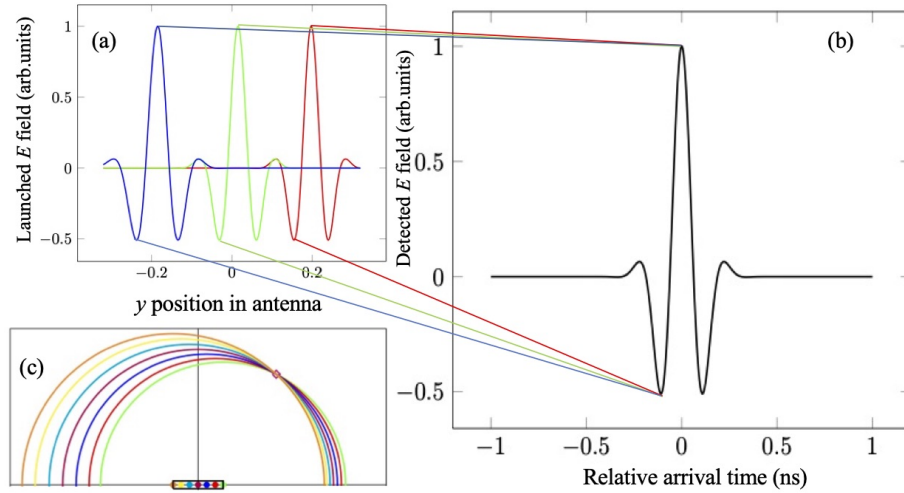 (a)
Launched E field (arb.units)
1
0.5
0
−0.5
−0.2
0
0.2
y position in antenna
(b)
Detected E field (arb.units)
1
0.5
0
−0.5
−1
−0.5
0
0.5
1
Relative arrival time (ns)
(c)